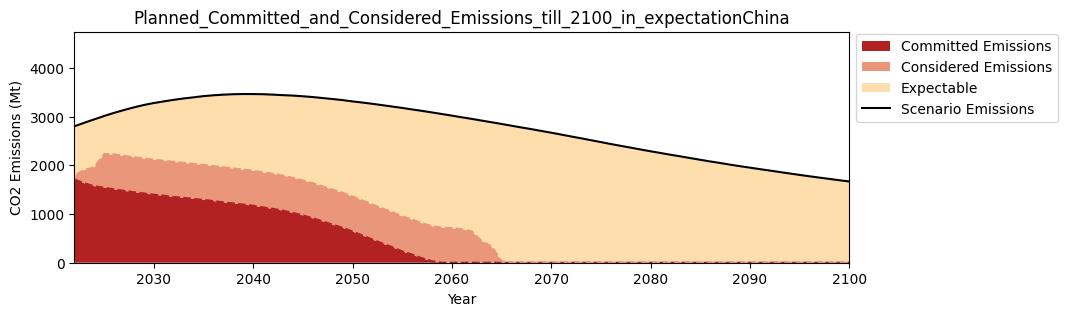 Planned_Committed_and_Considered_Emissions_till_2100_in_expectationChina
CO2 Emissions (Mt)
4000
3000
2000
1000
0
2030 2040 2050 2060 2070 2080 2090 2100
Year
Committed Emissions
Considered Emissions
Expectable
Scenario Emissions